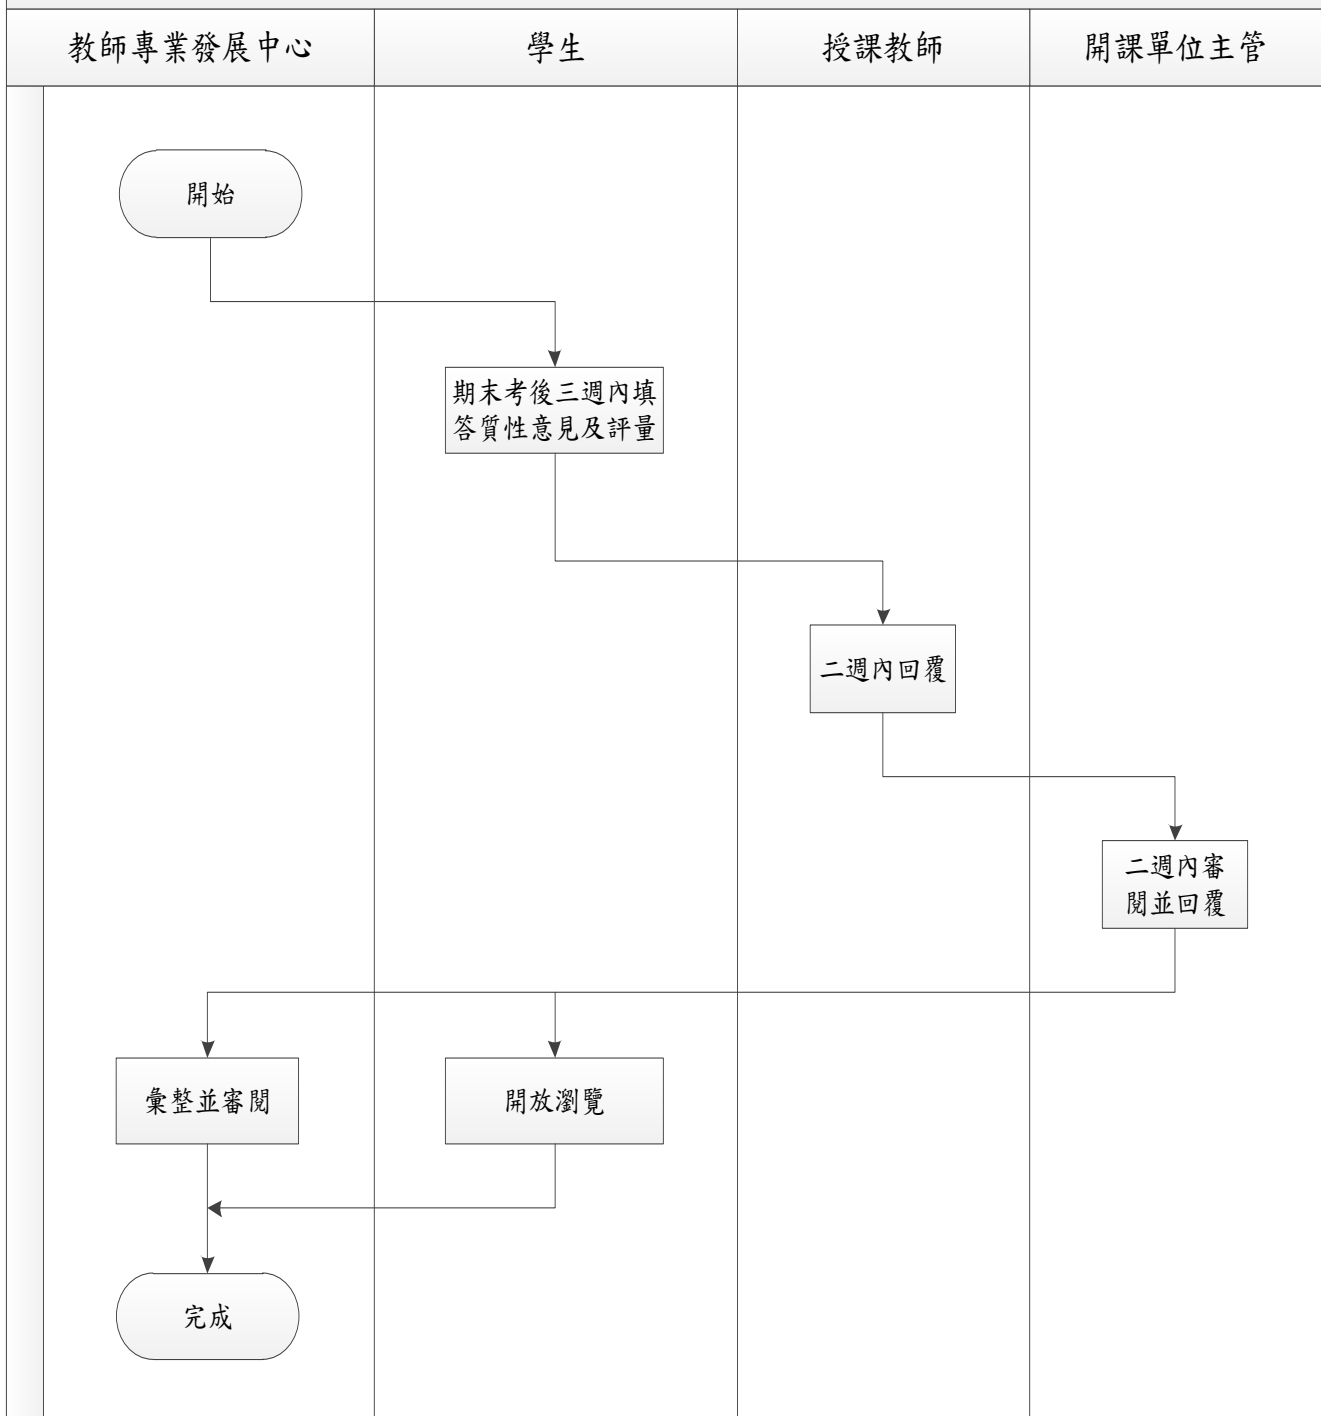 教師專業發展中心
學生
授課教師
開課單位主管
開始
期末考後三週內填
答質性意見及評量
二週內回覆
二週內審
閱並回覆
彙整並審閱
開放瀏覽
完成